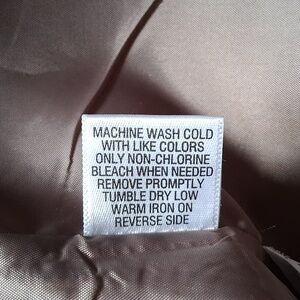 MACHINE WASH COLD
WITH LIKE COLORS
ONLY NON-CHLORINE
BLEACH WHEN NEEDED
REMOVE PROMPTLY
TUMBLE DRY LOW
WARM IRON ON
REVERSE SIDE